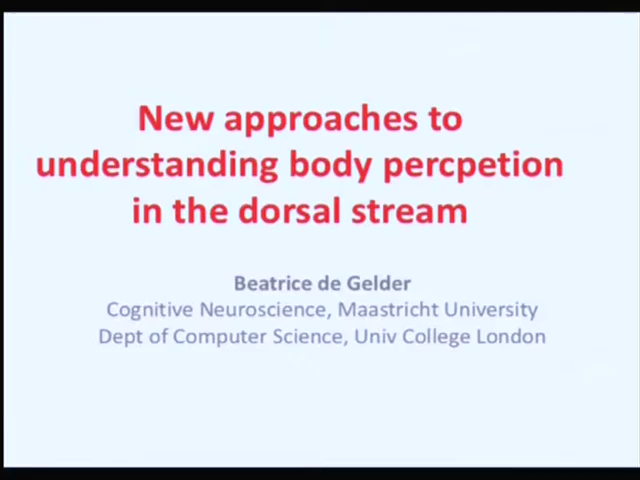 New approaches to
understanding body percpetion
in the dorsal stream
Beatrice de Gelder
Cognitive Neuroscience, Maastricht University
Dept of Computer Science, Univ College London